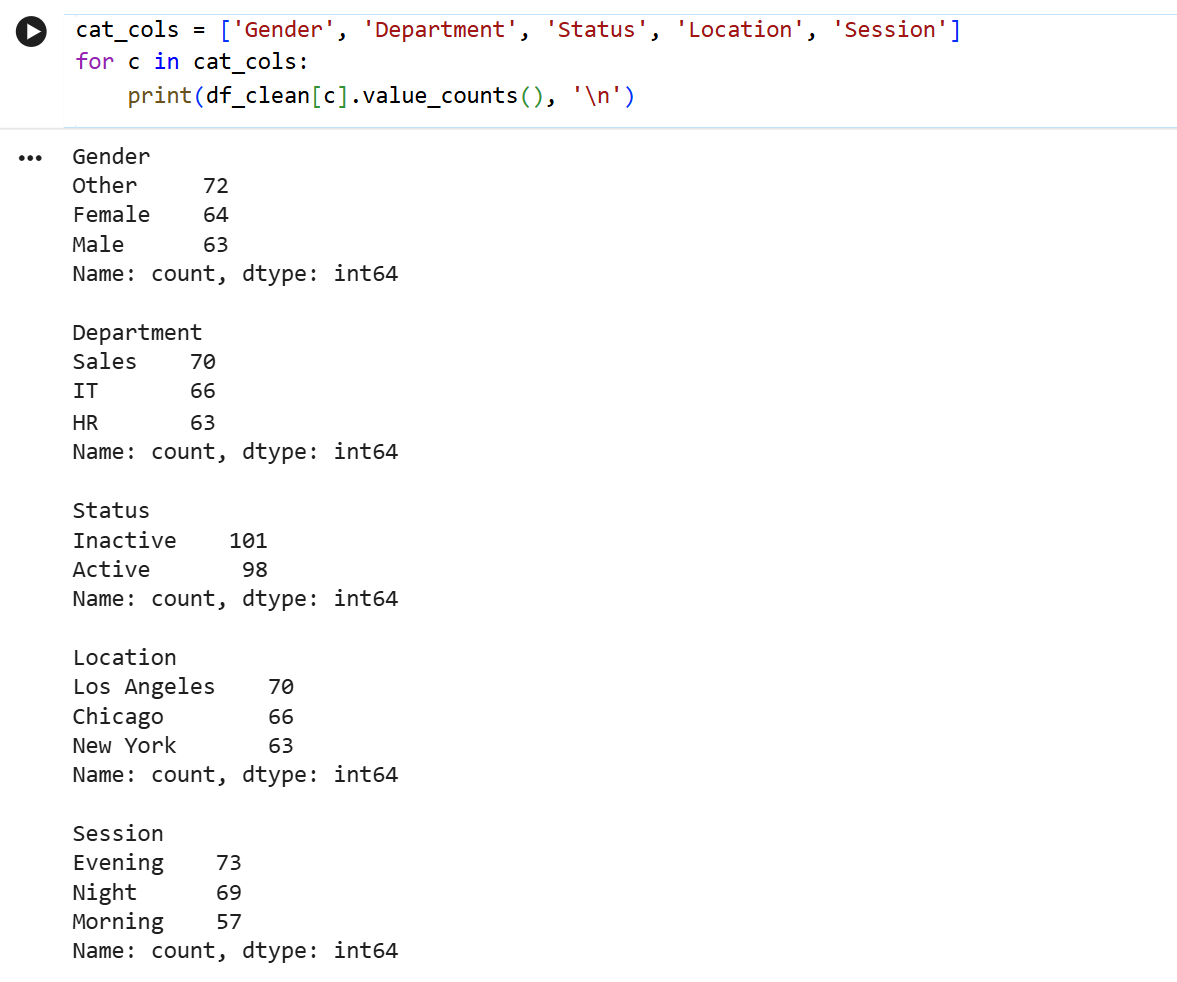 cat_cols = ['Gender', 'Department', 'Status', 'Location', 'Session']
for c in cat_cols:
    print(df_clean[c].value_counts(), '\n')
Gender
Other     72
Female    64
Male      63
Name: count, dtype: int64
Department
Sales    70
IT       66
HR       63
Name: count, dtype: int64
Status
Inactive    101
Active       98
Name: count, dtype: int64
Location
Los Angeles    70
Chicago        66
New York       63
Name: count, dtype: int64
Session
Evening    73
Night      69
Morning    57
Name: count, dtype: int64